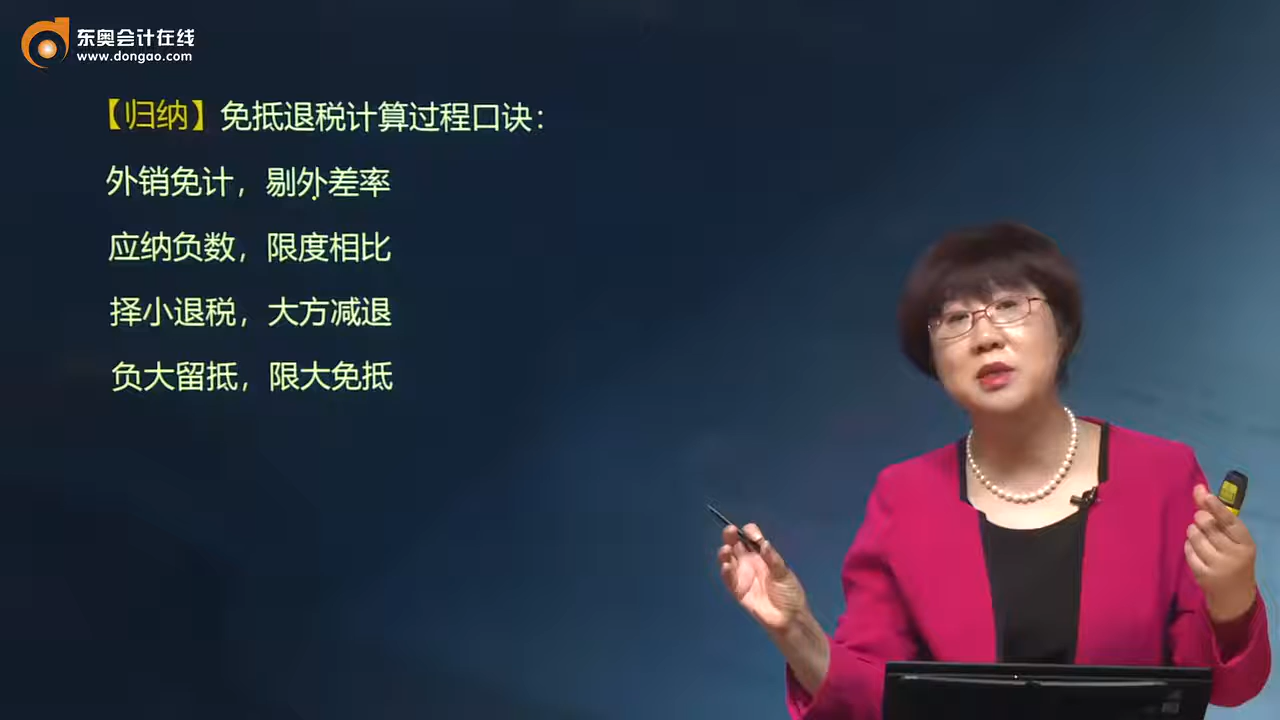 东奥会计在线
www.dongao.com
【归纳】免抵退税计算过程口诀：
外销免计，剔外差率
应纳负数，限度相比
择小退税，大方减退
负大留抵，限大免抵